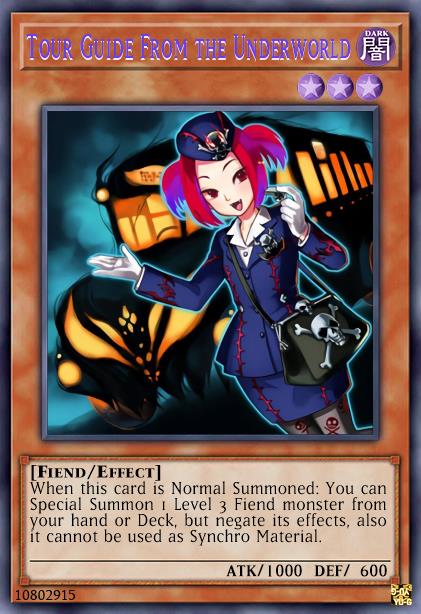 Tour Guide From the Underworld
DARK
闇
[Fiend/Effect]
When this card is Normal Summoned: You can
Special Summon 1 Level 3 Fiend monster from
your hand or Deck, but negate its effects, also
it cannot be used as Synchro Material.
ATK/1000 DEF/ 600
10802915